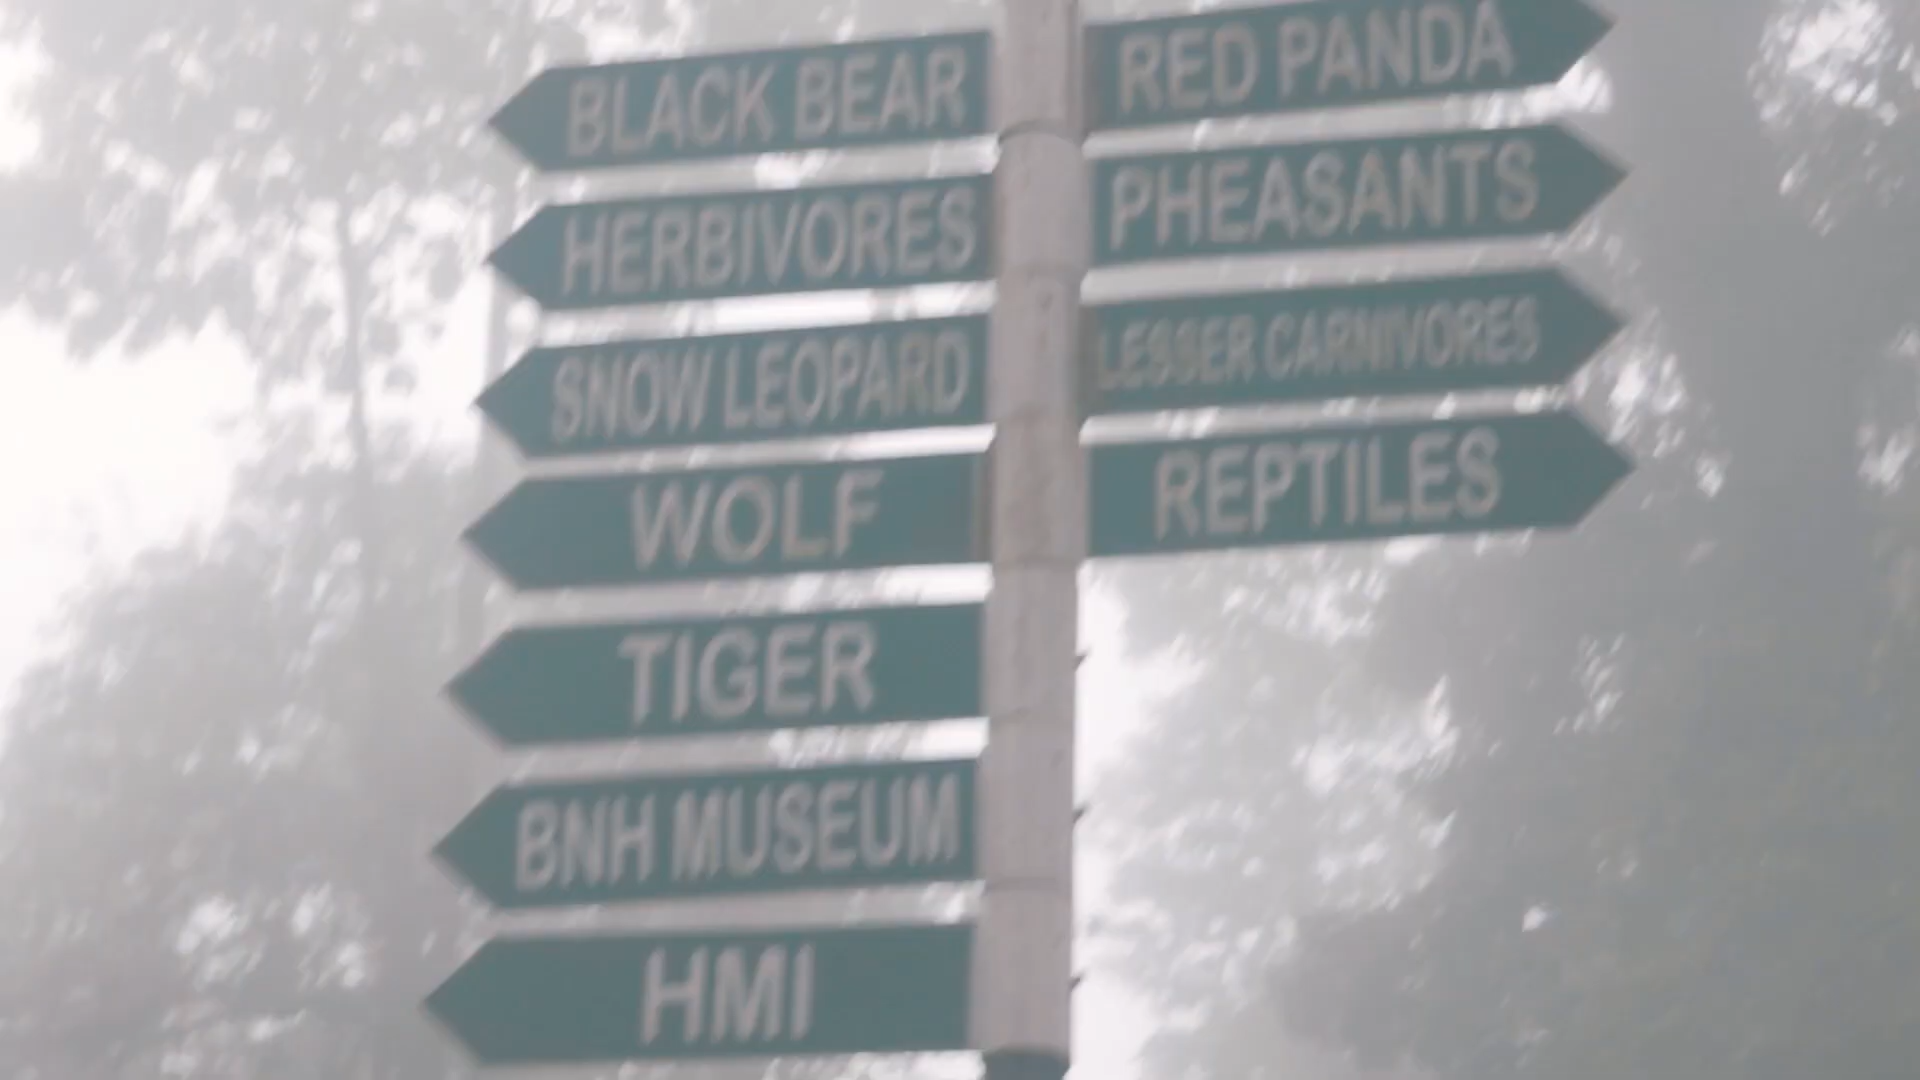 BLACK BEAR
HERBIVORES
SNOW LEOPARD
WOLF
TIGER
BNH MUSEUM
HMI
RED PANDA
PHEASANTS
LESSER CARNIVORES
REPTILES